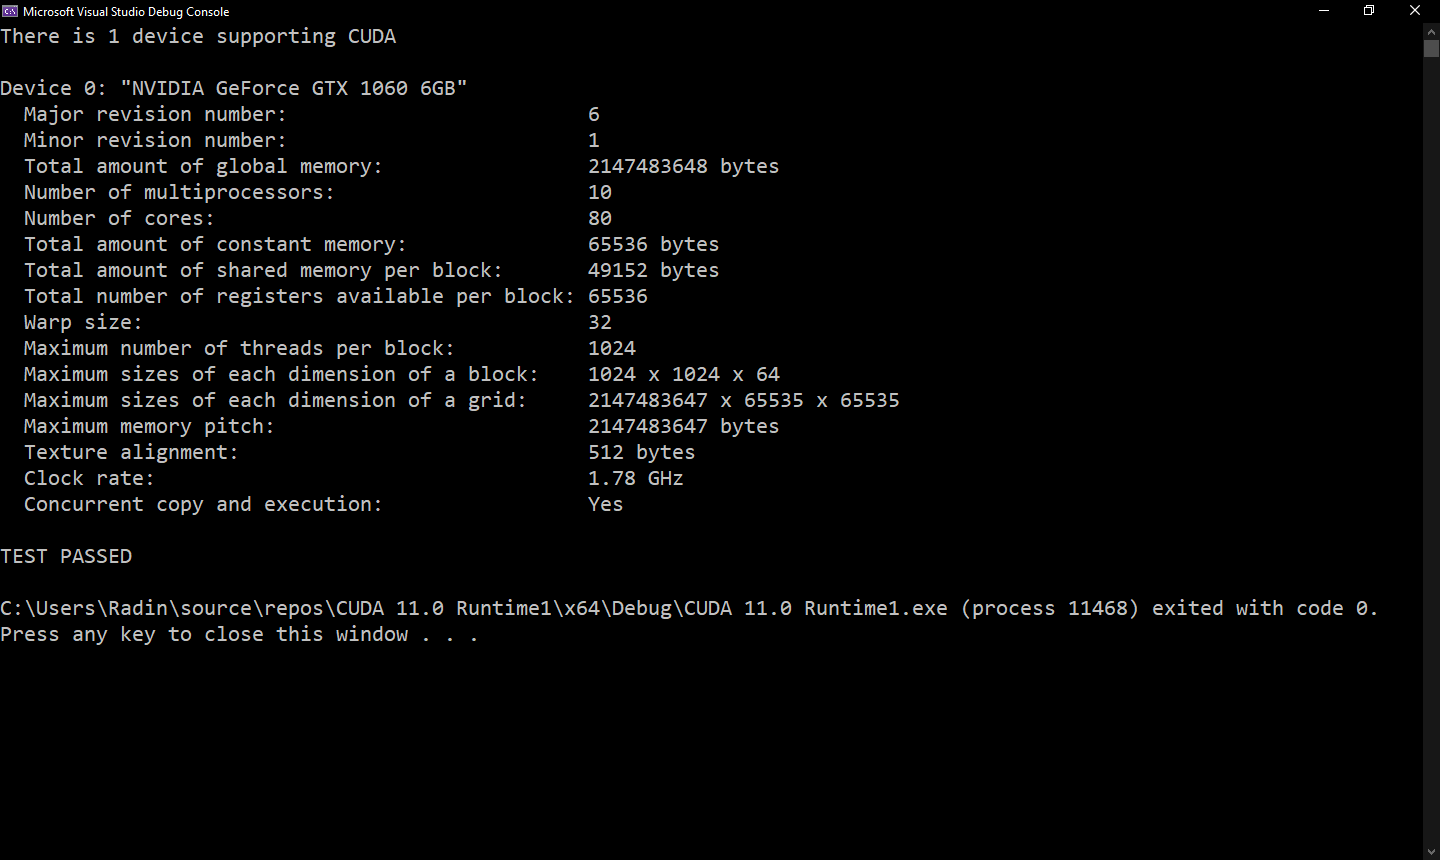 Microsoft Visual Studio Debug Console
There is 1 device supporting CUDA
Device 0: "NVIDIA GeForce GTX 1060 6GB"
Major revision number: 6
Minor revision number: 1
Total amount of global memory: 2147483648 bytes
Number of multiprocessors: 10
Number of cores: 80
Total amount of constant memory: 65536 bytes
Total amount of shared memory per block: 49152 bytes
Total number of registers available per block: 65536
Warp size: 32
Maximum number of threads per block: 1024
Maximum sizes of each dimension of a block: 1024 x 1024 x 64
Maximum sizes of each dimension of a grid: 2147483647 x 65535 x 65535
Maximum memory pitch: 2147483647 bytes
Texture alignment: 512 bytes
Clock rate: 1.78 GHz
Concurrent copy and execution: Yes
TEST PASSED
C:\Users\Radin\source\repos\CUDA 11.0 Runtime1\x64\Debug\CUDA 11.0 Runtime1.exe (process 11468) exited with code 0.
Press any key to close this window . . .